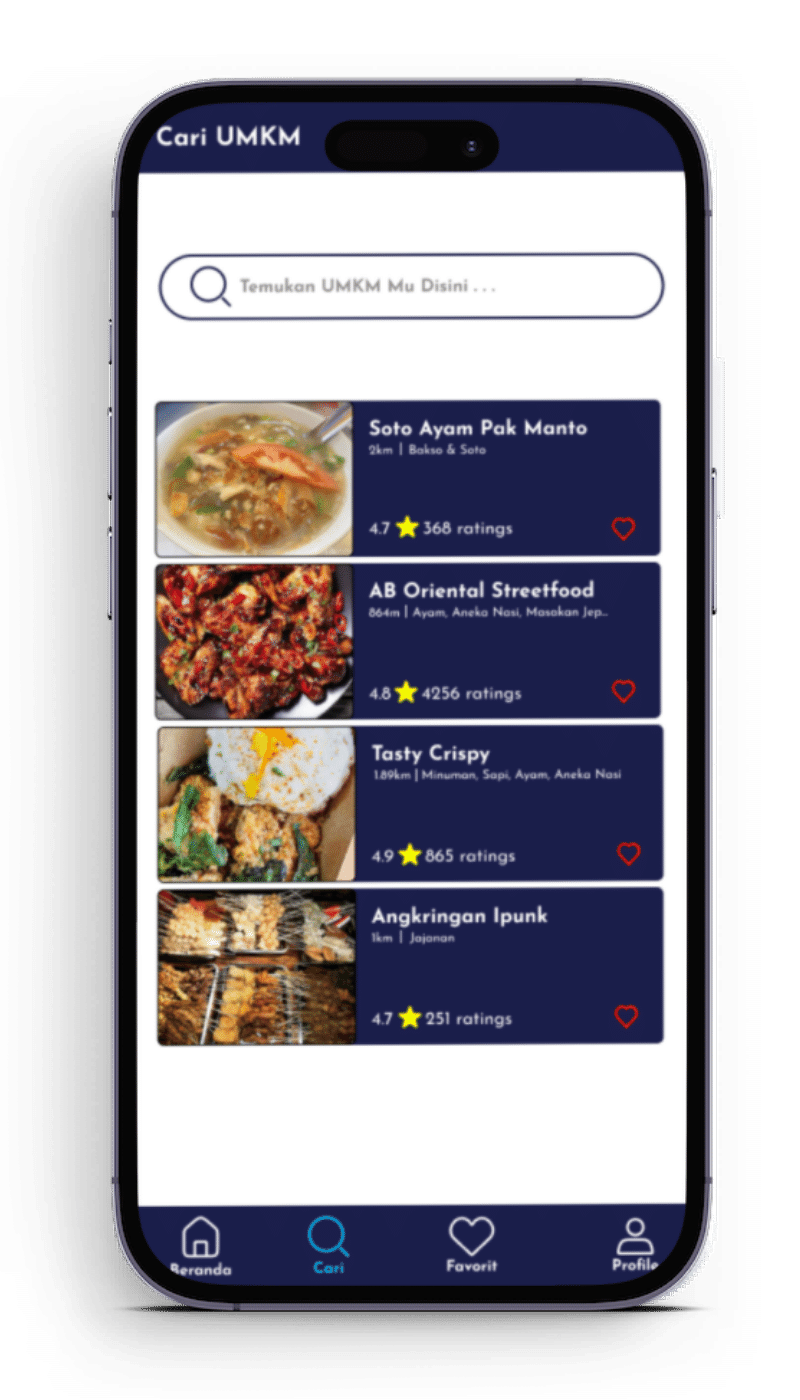 Cari UMKM
Temukan UMKM Mu Disini . . .
Soto Ayam Pak Manto
2km | Bakso & Soto
4.7 368 ratings
AB Oriental Streetfood
864m | Ayam, Aneka Nasi, Masakan Jep...
4.8 4256 ratings
Tasty Crispy
1.89km | Minuman, Sapi, Ayam, Aneka Nasi
4.9 865 ratings
Angkringan Ipunk
1km | Jajanan
4.7 251 ratings
Beranda Cari Favorit Profile